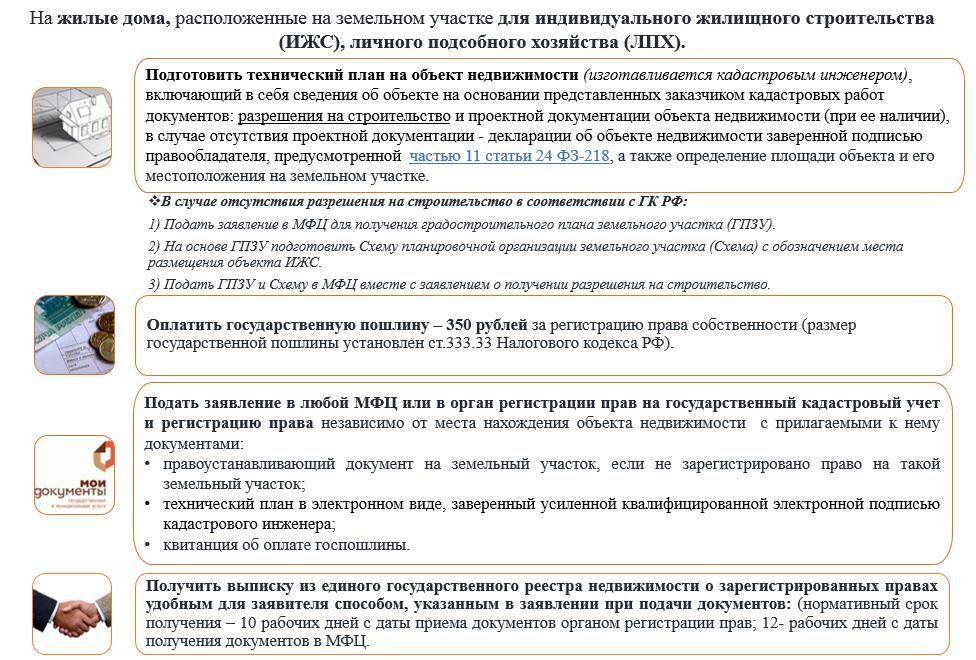 На жилые дома, расположенные на земельном участке для индивидуального жилищного строительства
(ИЖС), личного подсобного хозяйства (ЛПХ).
Подготовить технический план на объект недвижимости (изготавливается кадастровым инженером),
включающий в себя сведения об объекте на основании представленных заказчиком кадастровых работ
документов: разрешения на строительство и проектной документации объекта недвижимости (при ее наличии),
в случае отсутствия проектной документации - декларации об объекте недвижимости заверенной подписью
правообладателя, предусмотренной частью 11 статьи 24 ФЗ-218, а также определение площади объекта и его
местоположения на земельном участке.
❖В случае отсутствия разрешения на строительство в соответствии с ГК РФ:
1) Подать заявление в МФЦ для получения градостроительного плана земельного участка (ГПЗУ).
2) На основе ГПЗУ подготовить Схему планировочной организации земельного участка (Схема) с обозначением места
размещения объекта ИЖС.
3) Подать ГПЗУ и Схему в МФЦ вместе с заявлением о получении разрешения на строительство.
Оплатить государственную пошлину – 350 рублей за регистрацию права собственности (размер
государственной пошлины установлен ст.333.33 Налогового кодекса РФ).
Подать заявление в любой МФЦ или в орган регистрации прав на государственный кадастровый учет
и регистрацию права независимо от места нахождения объекта недвижимости с прилагаемыми к нему
документами:
• правоустанавливающий документ на земельный участок, если не зарегистрировано право на такой
земельный участок;
• технический план в электронном виде, заверенный усиленной квалифицированной электронной подписью
кадастрового инженера;
• квитанция об оплате госпошлины.
мои
документы
государственные
и муниципальные услуги
Получить выписку из единого государственного реестра недвижимости о зарегистрированных правах
удобным для заявителя способом, указанным в заявлении при подачи документов: (нормативный срок
получения – 10 рабочих дней с даты приема документов органом регистрации прав; 12- рабочих дней с даты
получения документов в МФЦ.